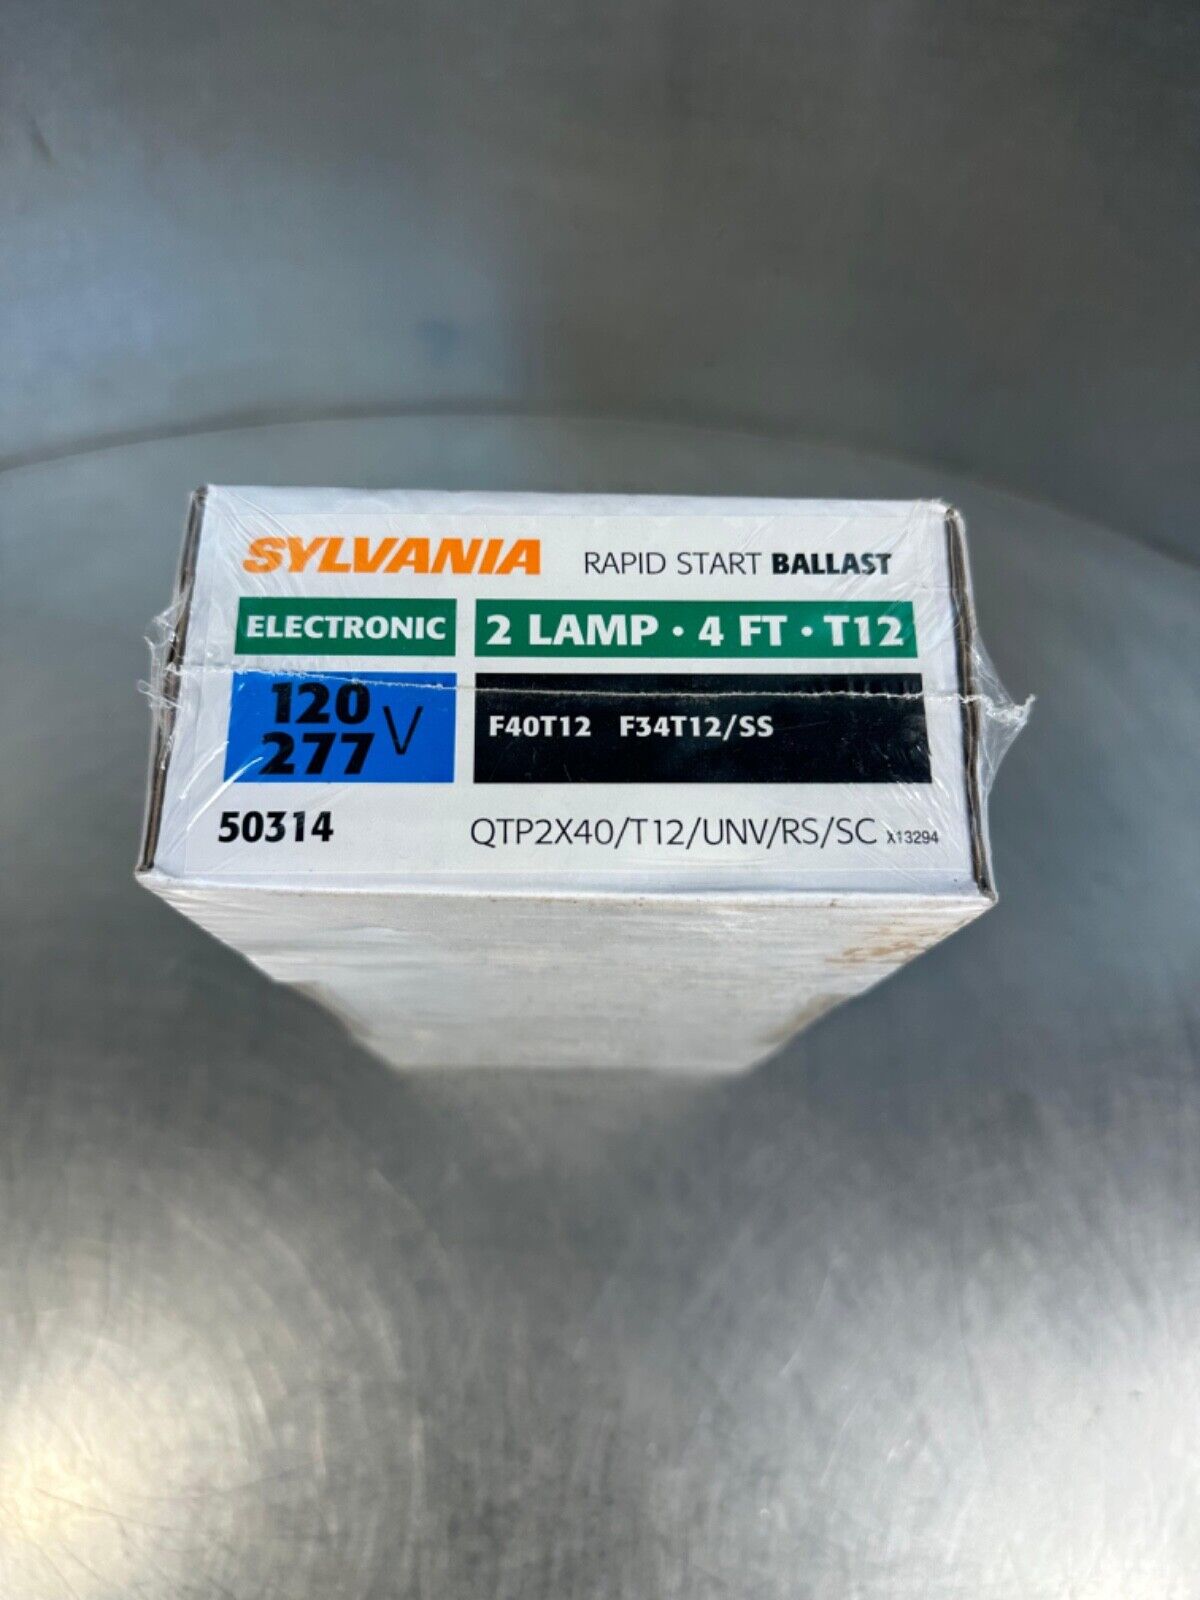 SYLVANIA RAPID START BALLAST
ELECTRONIC 2 LAMP • 4 FT • T12
120
277 V
F40T12 F34T12/SS
50314 QTP2X40/T12/UNV/RS/SC X13294